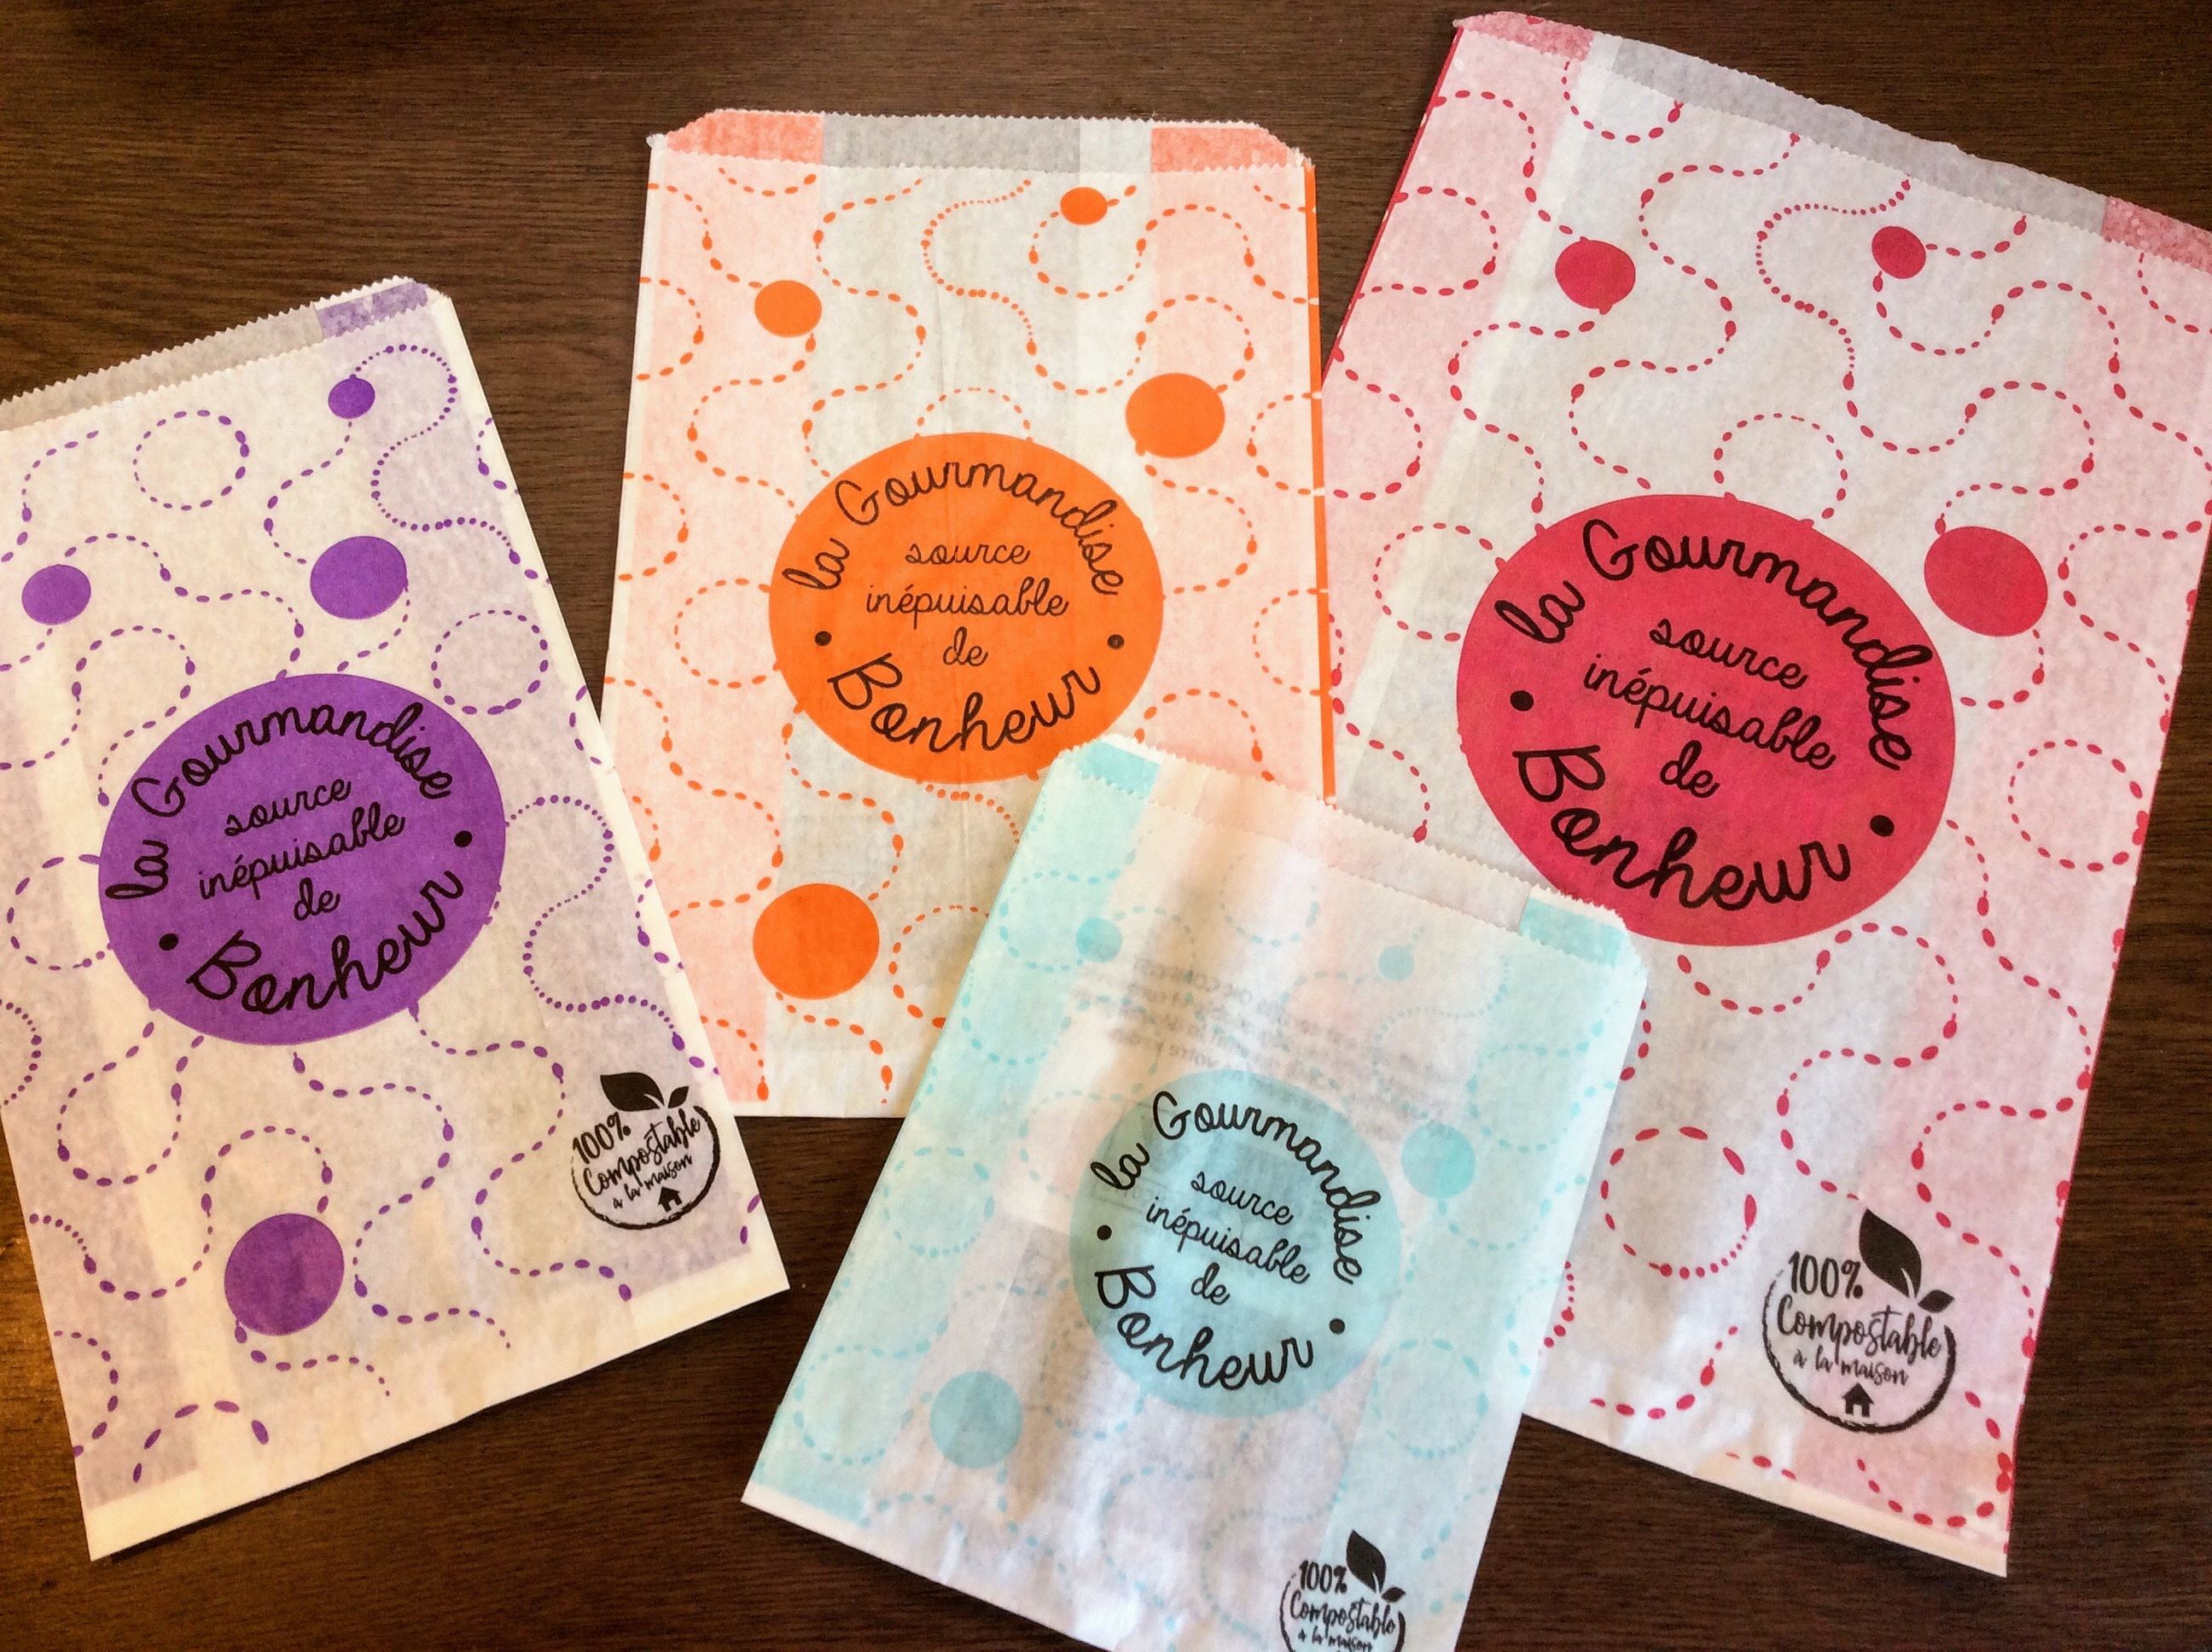 la Gourmandise
source
inépuisable
de
Bonheur
100%
Compostable
à la maison
la Gourmandise
source
inépuisable
de
Bonheur
la Gourmandise
source
inépuisable
de
Bonheur
100%
Compostable
à la maison
la Gourmandise
source
inépuisable
de
Bonheur
100%
Compostable
à la maison